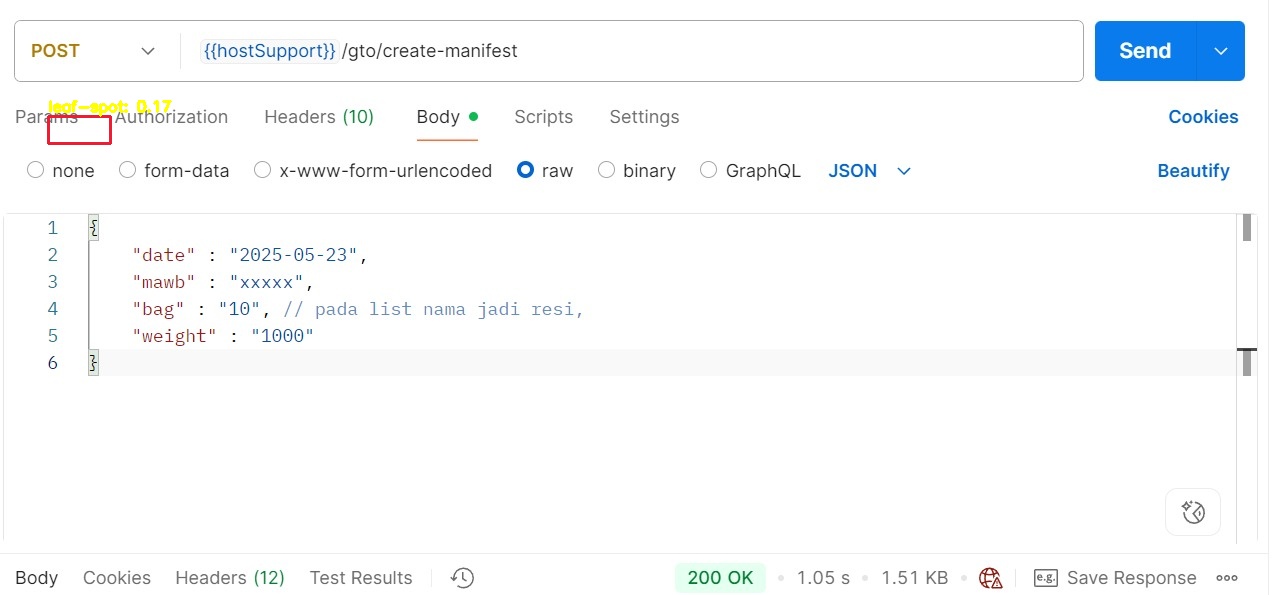 POST {{hostSupport}} /gto/create-manifest Send
leaf-spot: 0.17
Params Authorization Headers (10) Body Scripts Settings Cookies
none form-data x-www-form-urlencoded raw binary GraphQL JSON Beautify
1 {
2 "date" : "2025-05-23",
3 "mawb" : "xxxxx",
4 "bag" : "10", // pada list nama jadi resi,
5 "weight" : "1000"
6 }
Body Cookies Headers (12) Test Results 200 OK • 1.05 s • 1.51 KB • e.g. Save Response